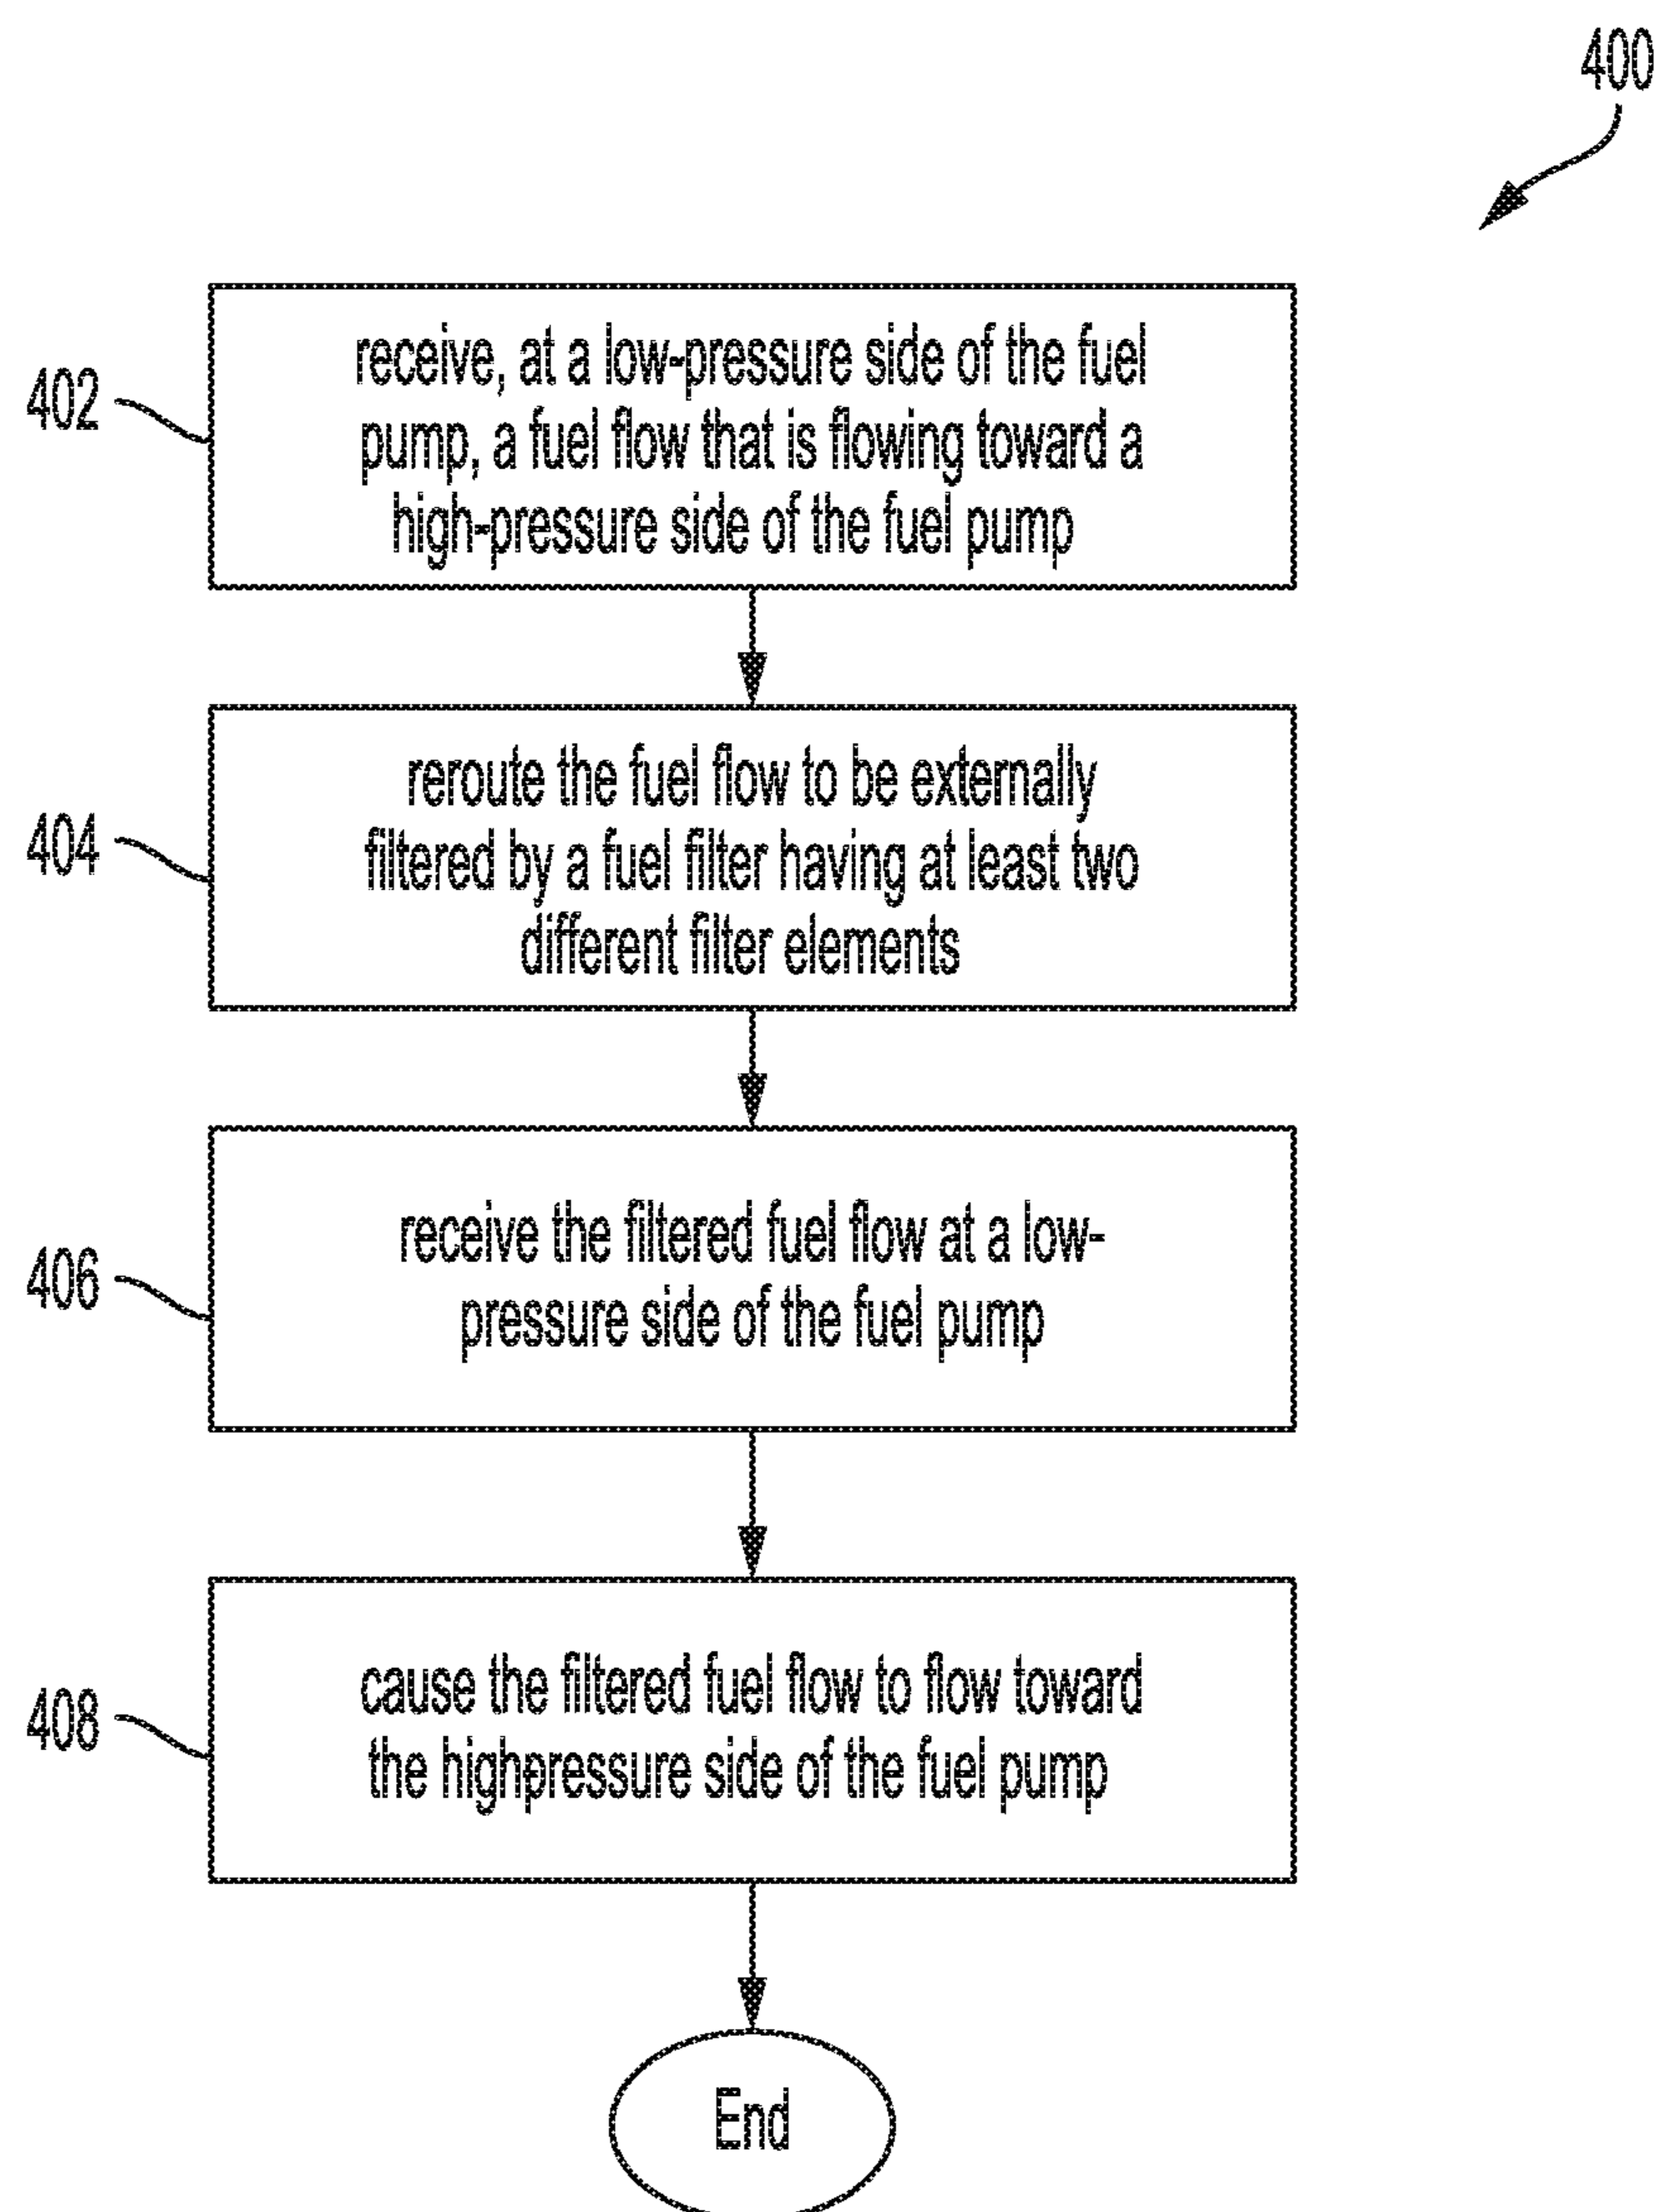 400
402
receive, at a low-pressure side of the fuel
pump, a fuel flow that is flowing toward a
high-pressure side of the fuel pump
404
reroute the fuel flow to be externally
filtered by a fuel filter having at least two
different filter elements
406
receive the filtered fuel flow at a low-
pressure side of the fuel pump
408
cause the filtered fuel flow to flow toward
the highpressure side of the fuel pump
End